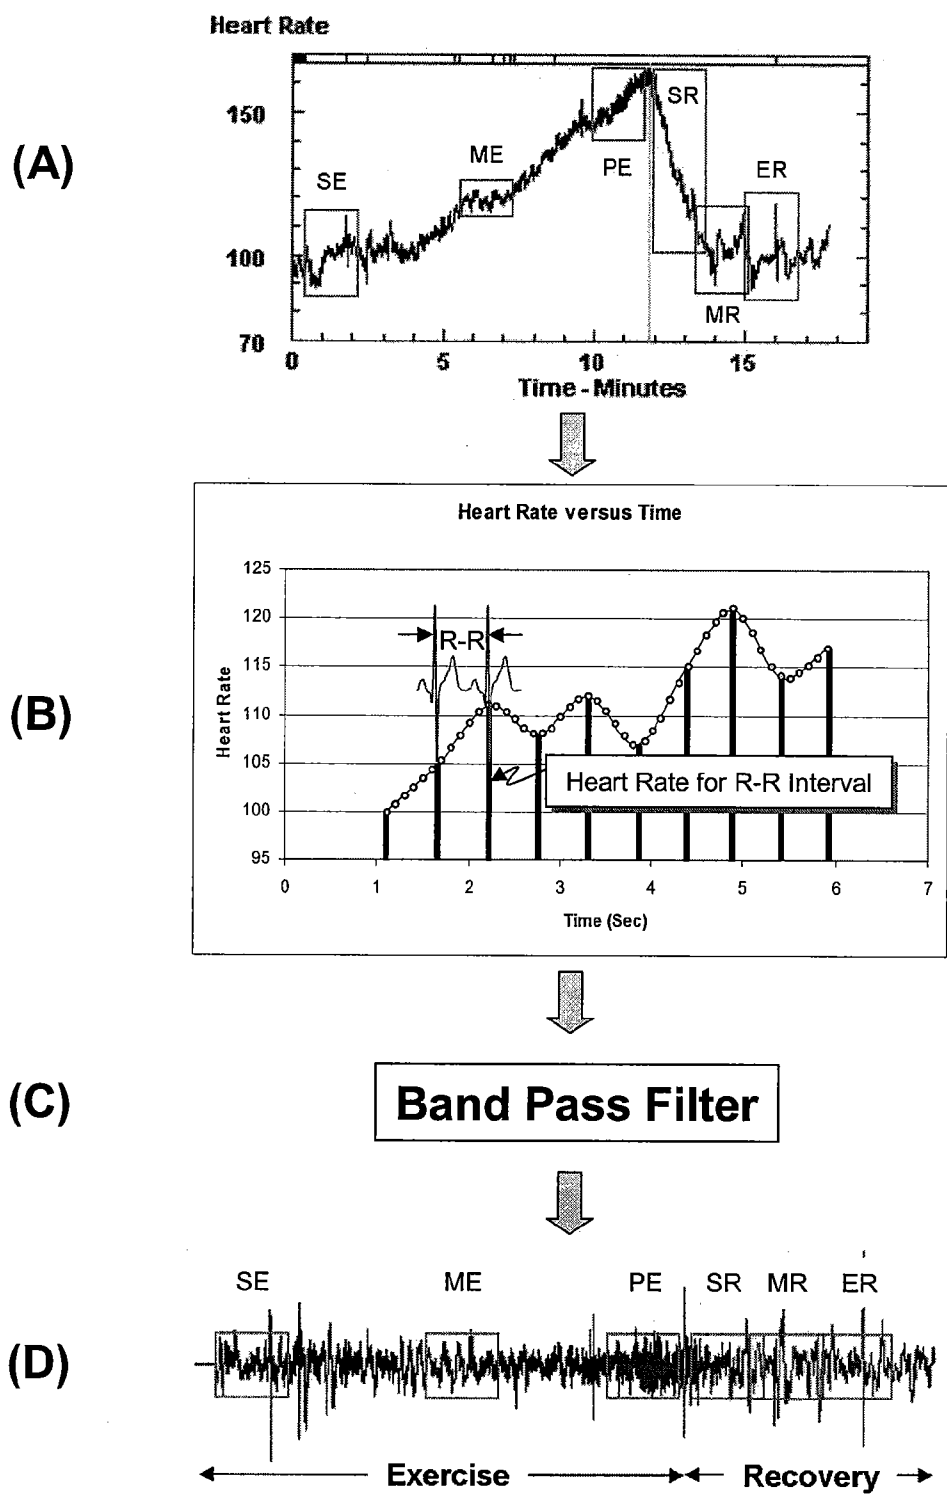 Heart Rate
(A)
150
100
70
SE
ME
PE
SR
MR
ER
0 5 10 15
Time - Minutes
(B)
Heart Rate versus Time
Heart Rate
125
120
115
110
105
100
95
R-R
Heart Rate for R-R Interval
0 1 2 3 4 5 6 7
Time (Sec)
(C)
Band Pass Filter
(D)
SE ME PE SR MR ER
Exercise Recovery